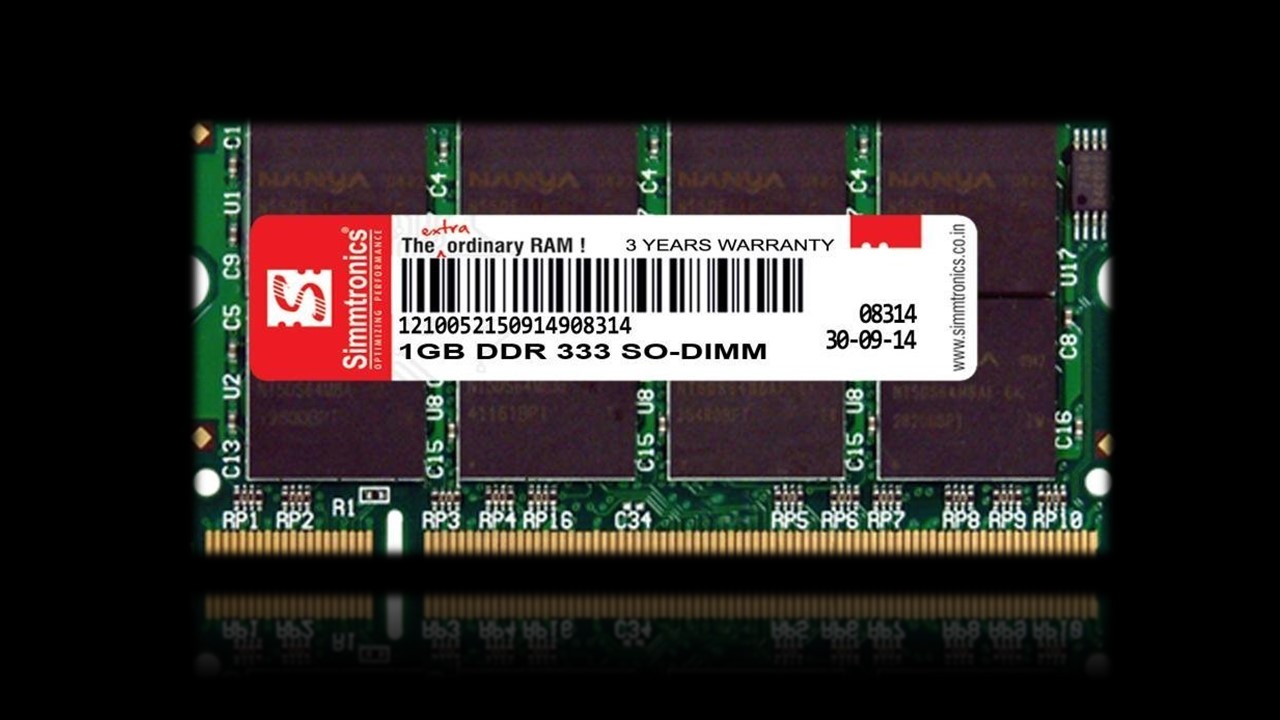 C1
C4
C4
C4
NANYA
NANYA
NANYA
NANYA
U1
extra
The ordinary RAM !
3 YEARS WARRANTY
Simmtronics®
OPTIMIZING PERFORMANCE
www.simmtronics.co.in
C9
U17
1210052150914908314
08314
1GB DDR 333 SO-DIMM
30-09-14
C5
C8
U2
U8
U8
U8
C16
C13
C15
C15
C15
R1
RP1 RP2 RP3 RP4 RP16 C34 RP5 RP6 RP7 RP8 RP9 RP10